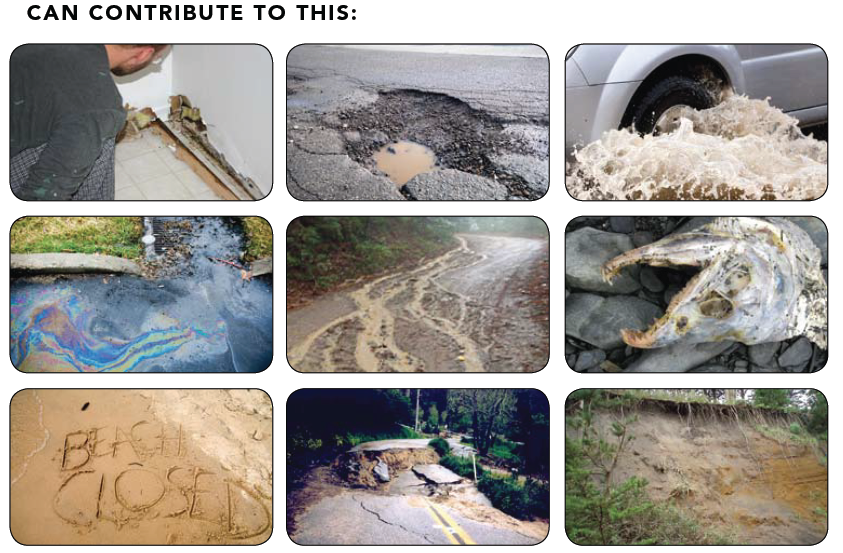 CAN CONTRIBUTE TO THIS:
BEACH
CLOSED